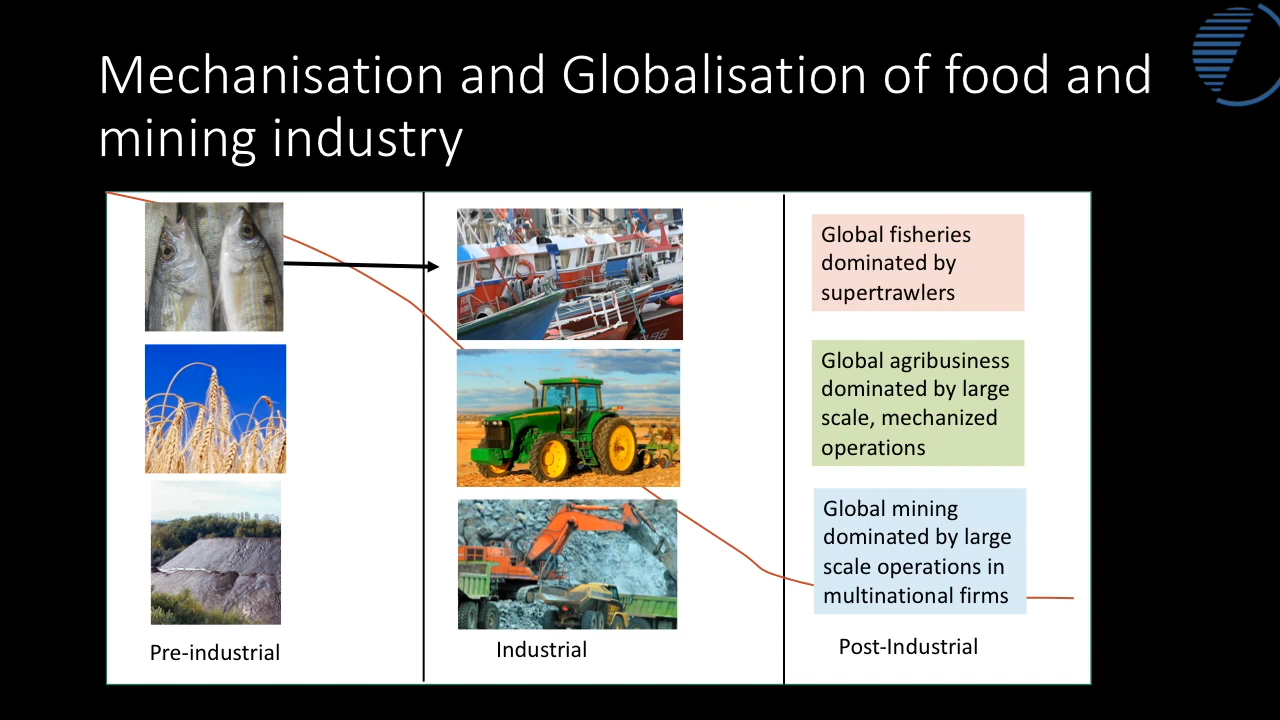 Mechanisation and Globalisation of food and
mining industry
Global fisheries
dominated by
supertrawlers
Global agribusiness
dominated by large
scale, mechanized
operations
Global mining
dominated by large
scale operations in
multinational firms
Pre-industrial
Industrial
Post-Industrial